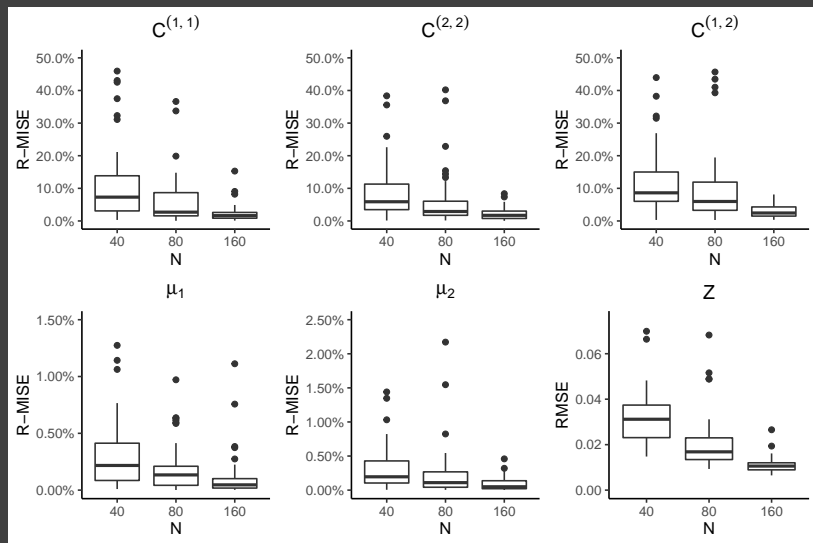 C(1, 1)
C(2, 2)
C(1, 2)
50.0%
40.0%
30.0%
20.0%
10.0%
0.0%
R−MISE
40
80
160
N
50.0%
40.0%
30.0%
20.0%
10.0%
0.0%
R−MISE
40
80
160
N
50.0%
40.0%
30.0%
20.0%
10.0%
0.0%
R−MISE
40
80
160
N
μ1
μ2
Z
1.50%
1.00%
0.50%
0.00%
R−MISE
40
80
160
N
2.50%
2.00%
1.50%
1.00%
0.50%
0.00%
R−MISE
40
80
160
N
0.06
0.04
0.02
0.00
RMSE
40
80
160
N